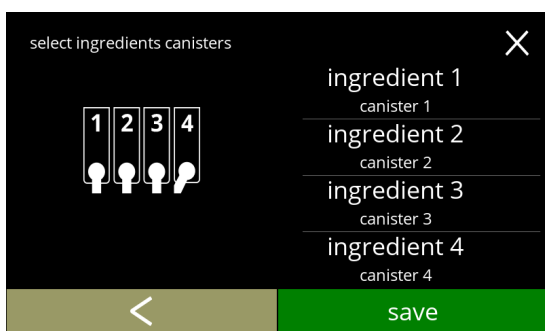 select ingredients canisters
1 2 3 4
ingredient 1
canister 1
ingredient 2
canister 2
ingredient 3
canister 3
ingredient 4
canister 4
save